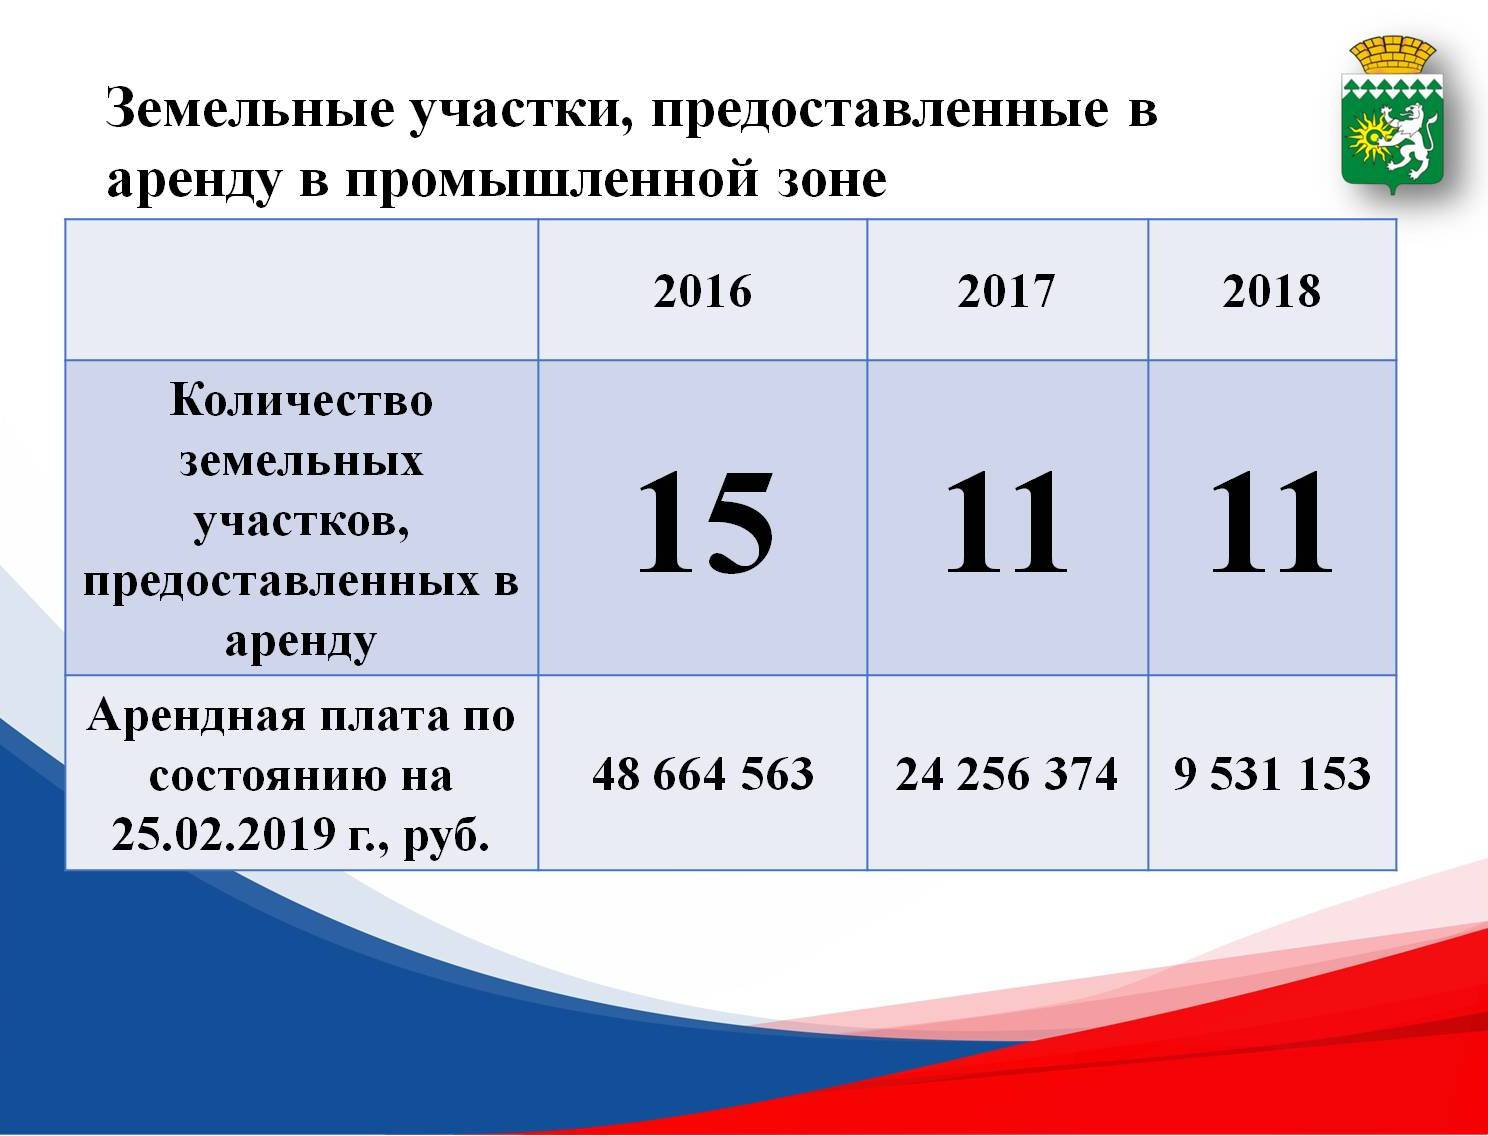 Земельные участки, предоставленные в
аренду в промышленной зоне
2016 2017 2018
Количество
земельных
участков,
предоставленных в
аренду
15 11 11
Арендная плата по
состоянию на
25.02.2019 г., руб.
48 664 563 24 256 374 9 531 153